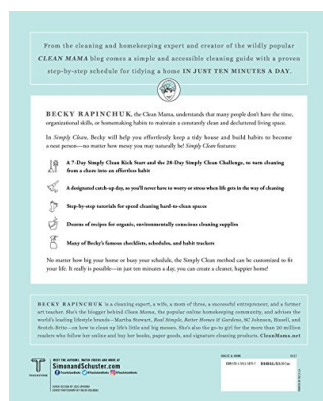 From the cleaning and homekeeping expert and creator of the wildly popular
CLEAN MAMA blog comes a simple and accessible cleaning guide with a proven
step-by-step schedule for tidying a home IN JUST TEN MINUTES A DAY.
BECKY RAPINCHUK, the Clean Mama, understands that many people don't have the time,
organizational skills, or homemaking habits to maintain a constantly clean and decluttered living space.
In Simply Clean, Becky will help you effortlessly keep a tidy house and build habits to become
a neat person—no matter how messy you may naturally be! Simply Clean features:
A 7-Day Simply Clean Kick Start and the 28-Day Simply Clean Challenge, to turn cleaning
from a chore into an effortless habit
A designated catch-up day, so you'll never have to worry or stress when life gets in the way of cleaning
Step-by-step tutorials for speed cleaning hard-to-clean spaces
Dozens of recipes for organic, environmentally conscious cleaning supplies
Many of Becky's famous checklists, schedules, and habit trackers
No matter how big your home or busy your schedule, the Simply Clean method can be customized to fit
your life. It really is possible—in just ten minutes a day, you can create a cleaner, happier home!
BECKY RAPINCHUK is a cleaning expert, a wife, a mom of three, a successful entrepreneur, and a former
art teacher. She's the blogger behind Clean Mama, the popular online homekeeping community, and advises the
world's leading lifestyle brands—Martha Stewart, Real Simple, Better Homes & Gardens, SC Johnson, Hasell, and
Scotch-Brite—on how to clean up life's little and big messes. She's also the go-to girl for the more than 20 million
readers who follow her online and buy her books, paper goods, and signature cleaning products. CleanMama.net
MEET THE AUTHORS, WATCH VIDEOS AND MORE AT
SimonandSchuster.com
TOUCHSTONE
HOUSE & HOME